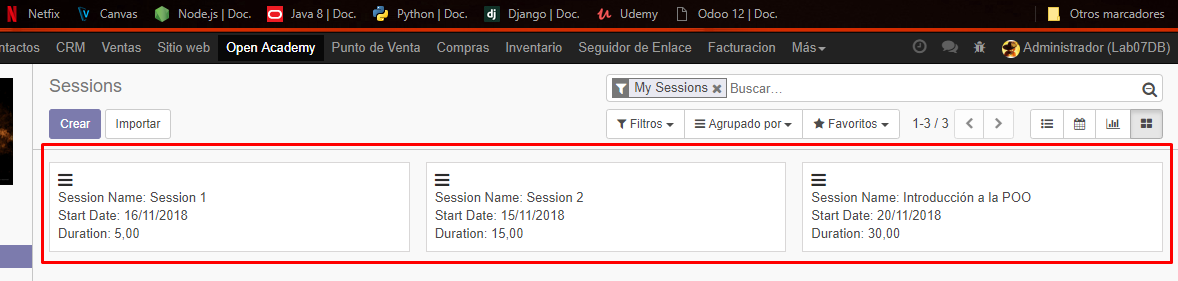 Netfix Canvas Node.js | Doc. Java 8 | Doc. Python | Doc. Django | Doc. Udemy Odoo 12 | Doc. Otros marcadores
ntactos CRM Ventas Sitio web Open Academy Punto de Venta Compras Inventario Seguidor de Enlace Facturacion Más Administrador (Lab07DB)
Sessions My Sessions Buscar...
Crear Importar Filtros Agrupado por Favoritos 1-3 / 3
Session Name: Session 1
Start Date: 16/11/2018
Duration: 5,00
Session Name: Session 2
Start Date: 15/11/2018
Duration: 15,00
Session Name: Introducción a la POO
Start Date: 20/11/2018
Duration: 30,00